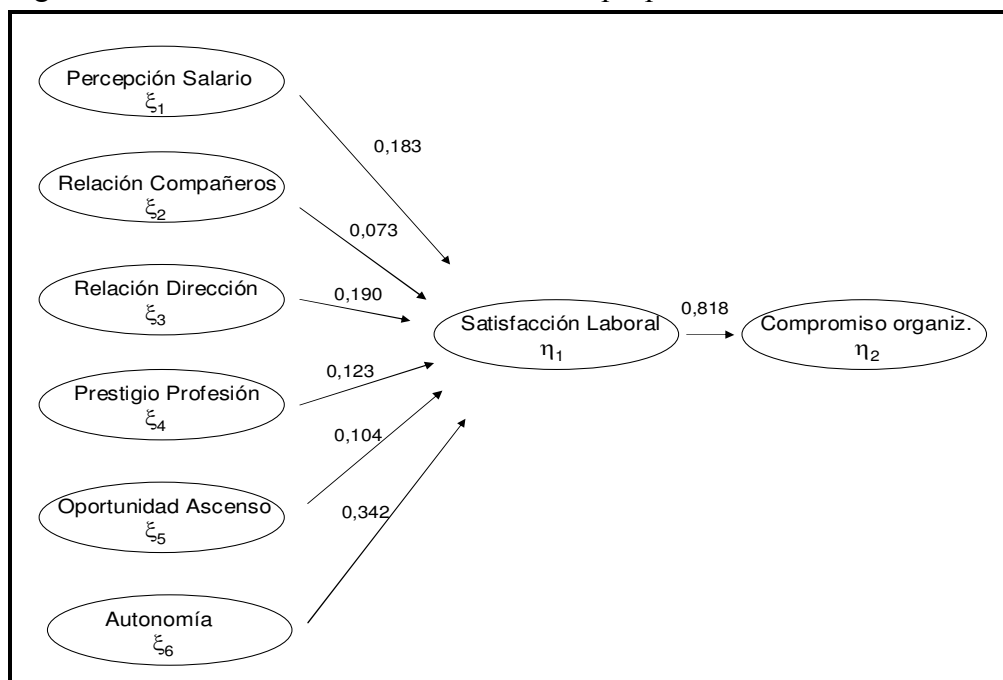 Percepción Salario
ξ1
0,183
Relación Compañeros
ξ2
0,073
Relación Dirección
ξ3
0,190
Satisfacción Laboral
η1
0,818
Compromiso organiz.
η2
Prestigio Profesión
ξ4
0,123
0,104
Oportunidad Ascenso
ξ5
0,342
Autonomía
ξ6